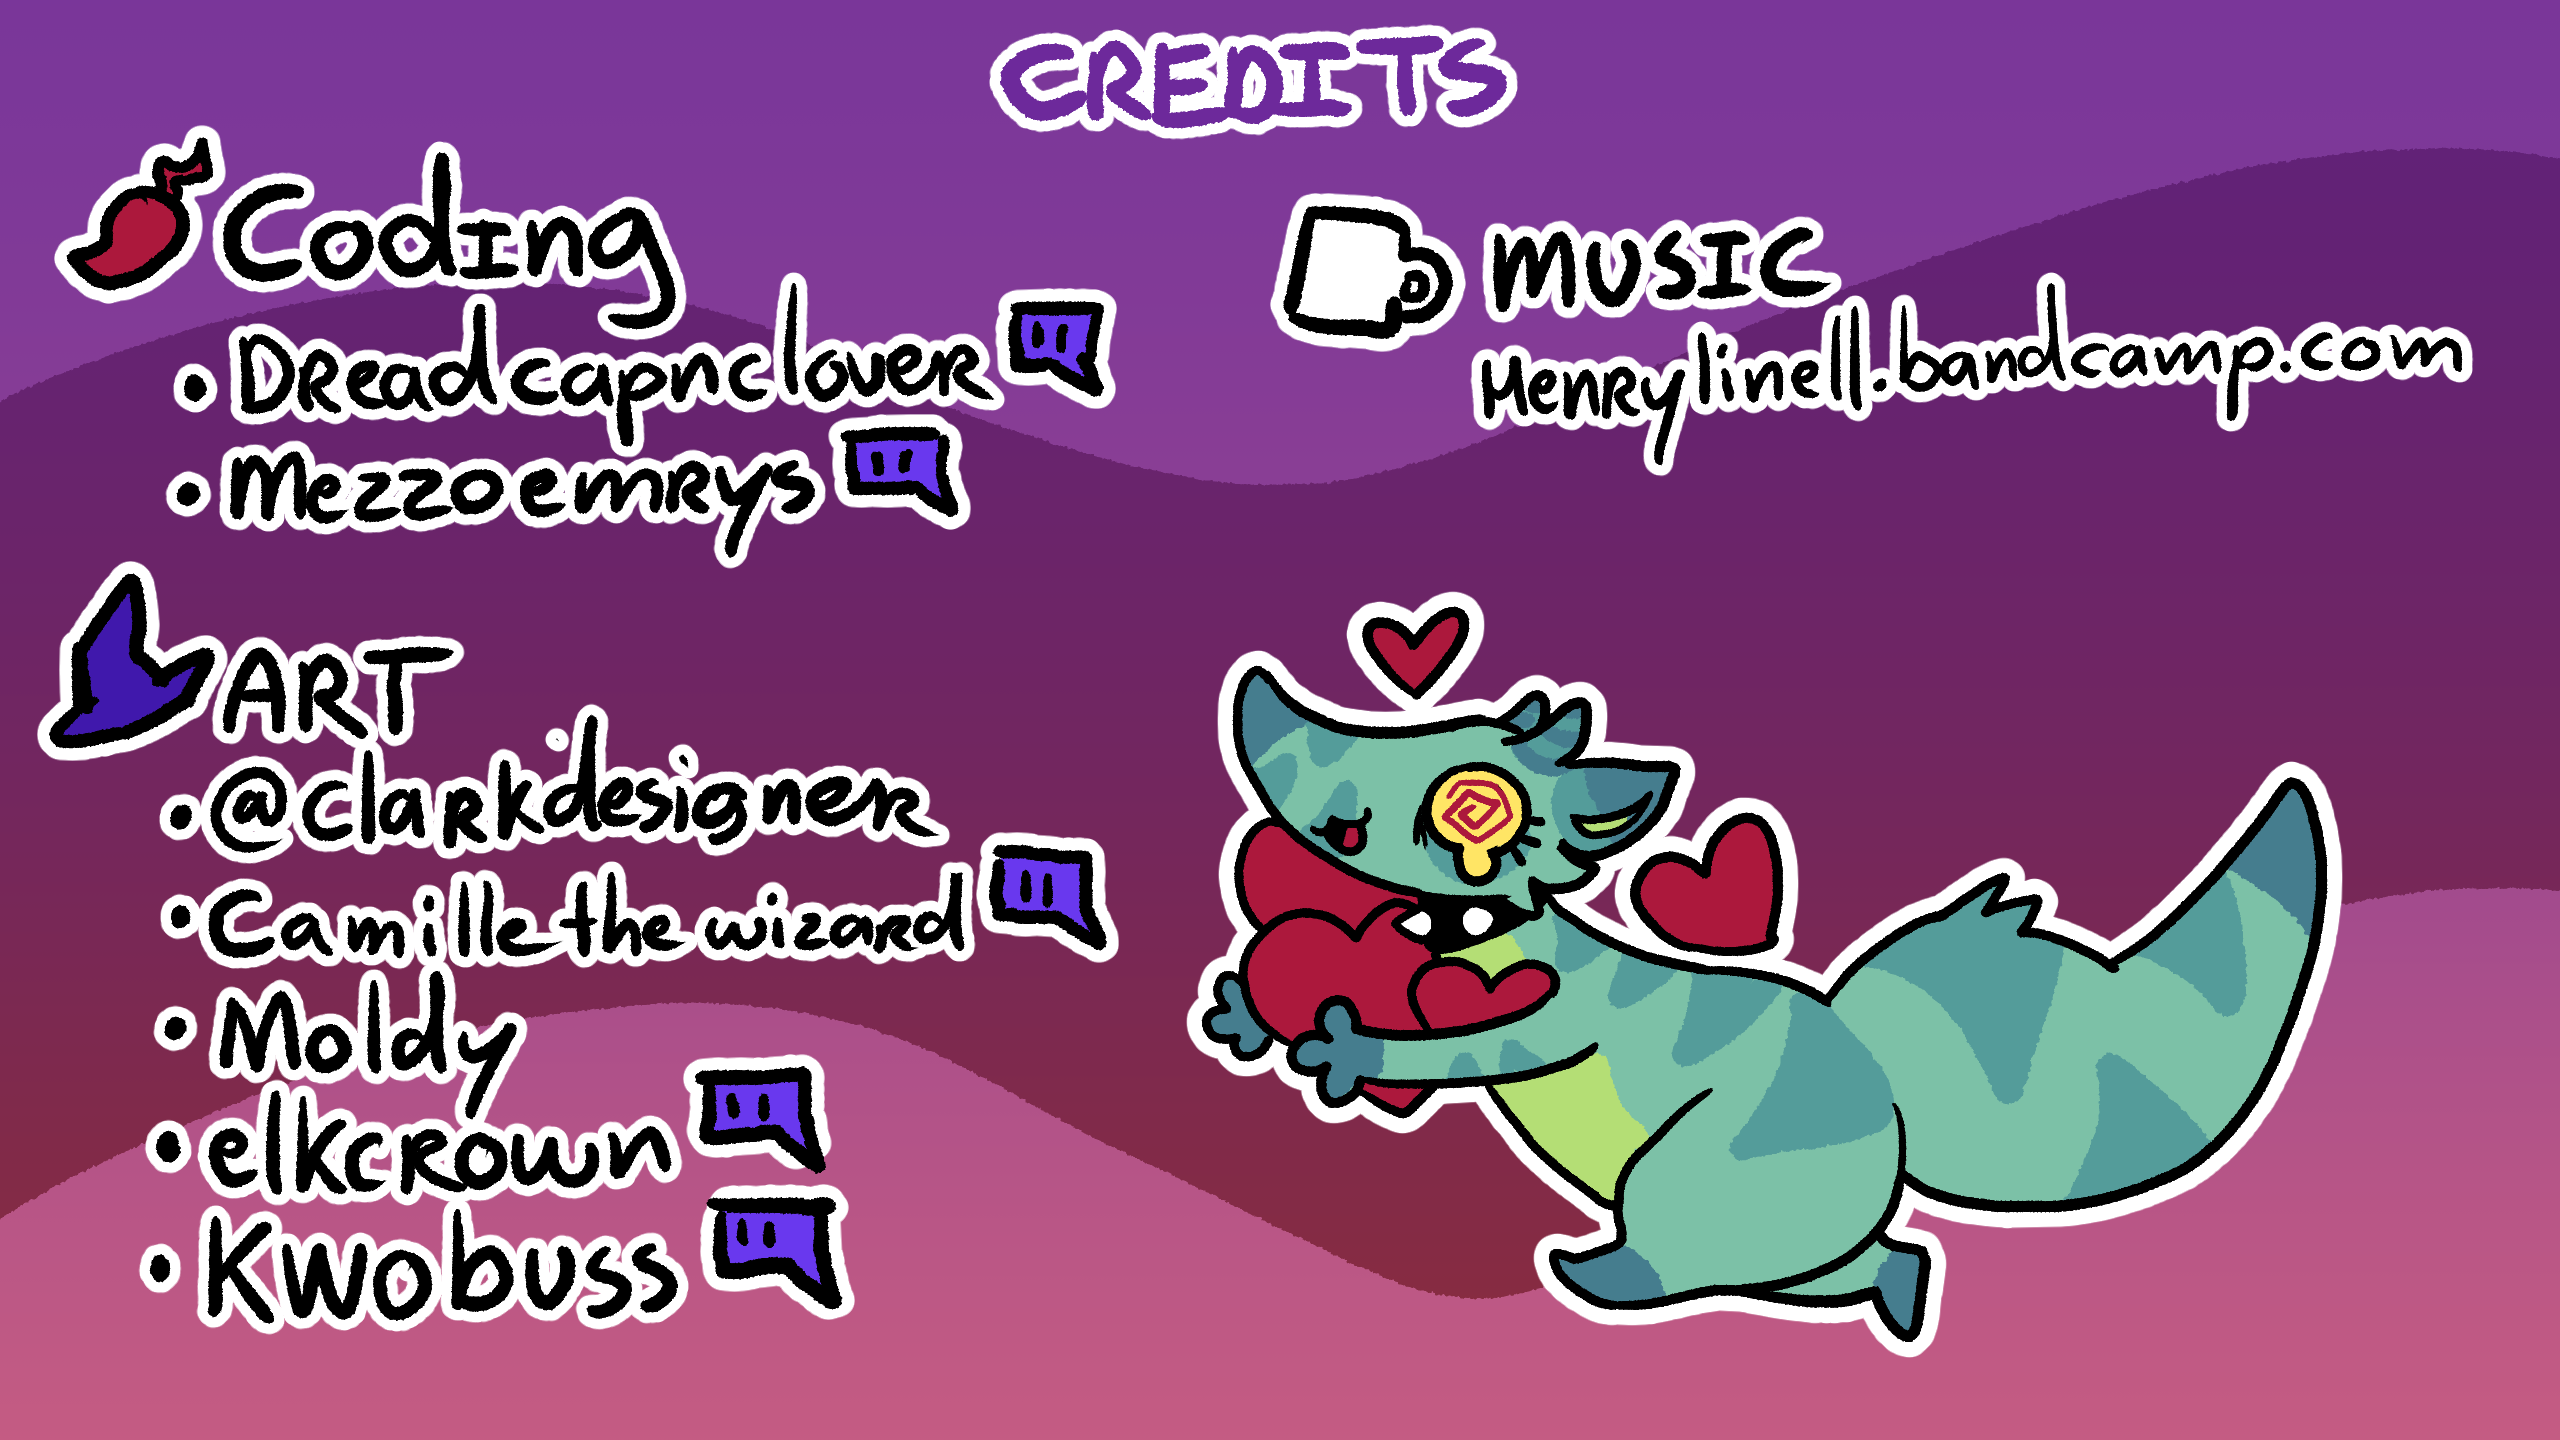 CREDITS
Coding
• Dreadcapnclover
• Mezzoemrys
ART
• @clarkdesigner
• Camillethewizard
• Moldy
• elkcrown
• Kwobuss
MUSIC
Henrylinell.bandcamp.com